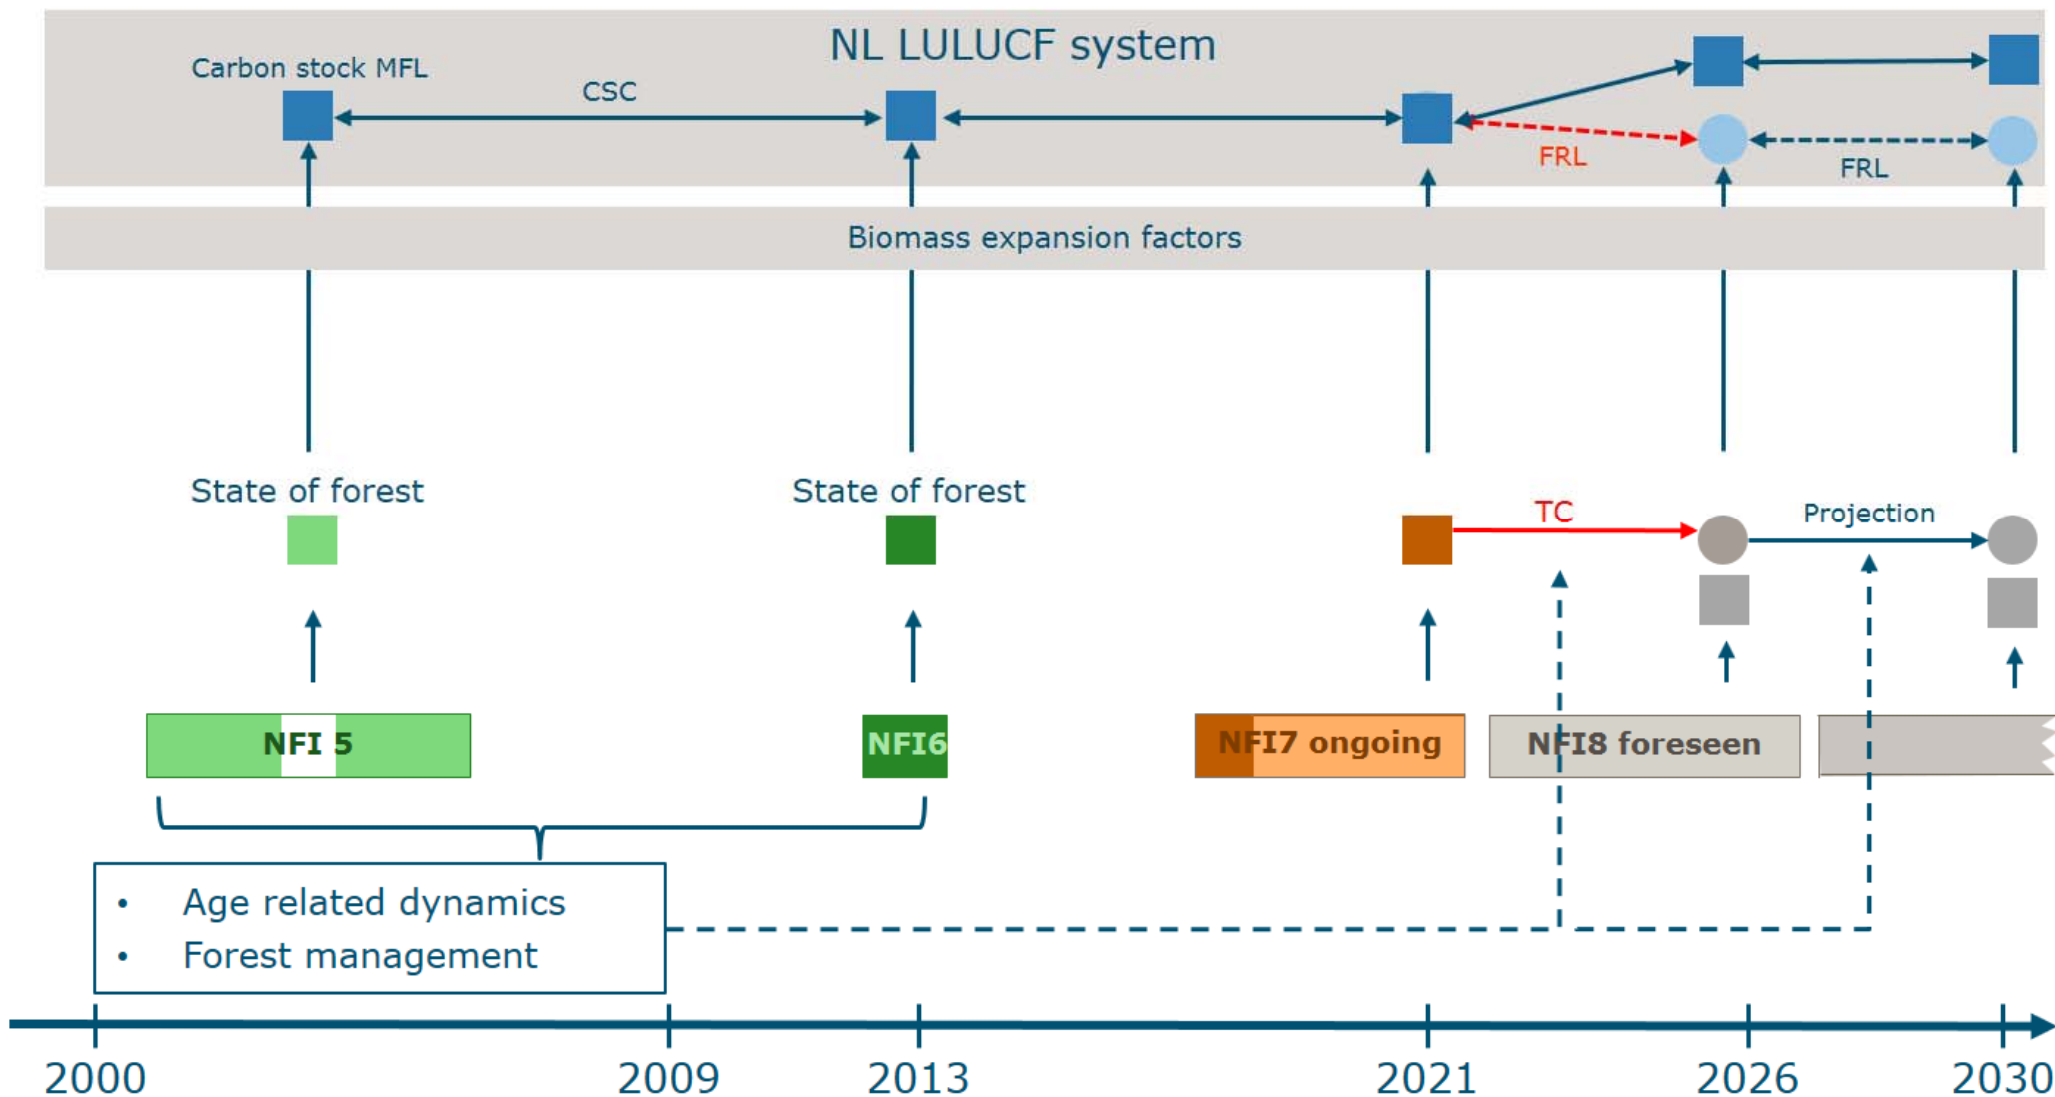 NL LULUCF system
Carbon stock MFL
CSC
FRL
FRL
Biomass expansion factors
State of forest
State of forest
TC
Projection
NFI 5
NFI6
NFI7 ongoing
NFI8 foreseen
• Age related dynamics
• Forest management
2000
2009
2013
2021
2026
2030